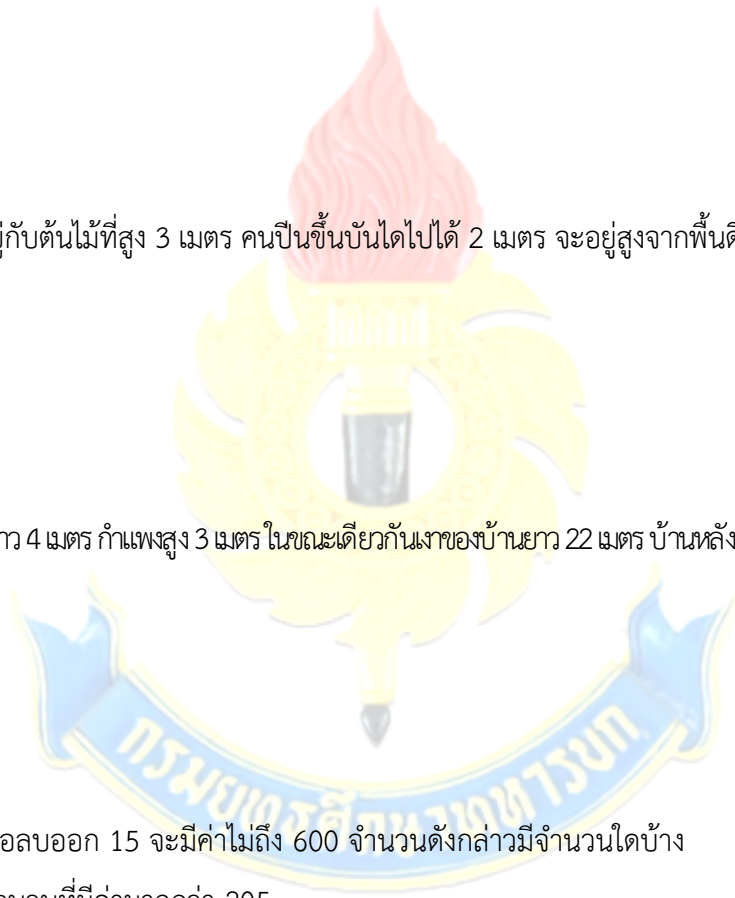 กับต้นไม้ที่สูง 3 เมตร คนปีนขึ้นบันไดไปได้ 2 เมตร จะอยู่สูงจากพื้น
4 เมตร กำแพงสูง 3 เมตร ในขณะเดียวกันเงาของบ้านยาว 22 เมตร บ้านหลัง
กรมยุทธศึกษาทหารบก
ลบออก 15 จะมีค่าไม่ถึง 600 จำนวนดังกล่าวมีจำนวนใดบ้าง